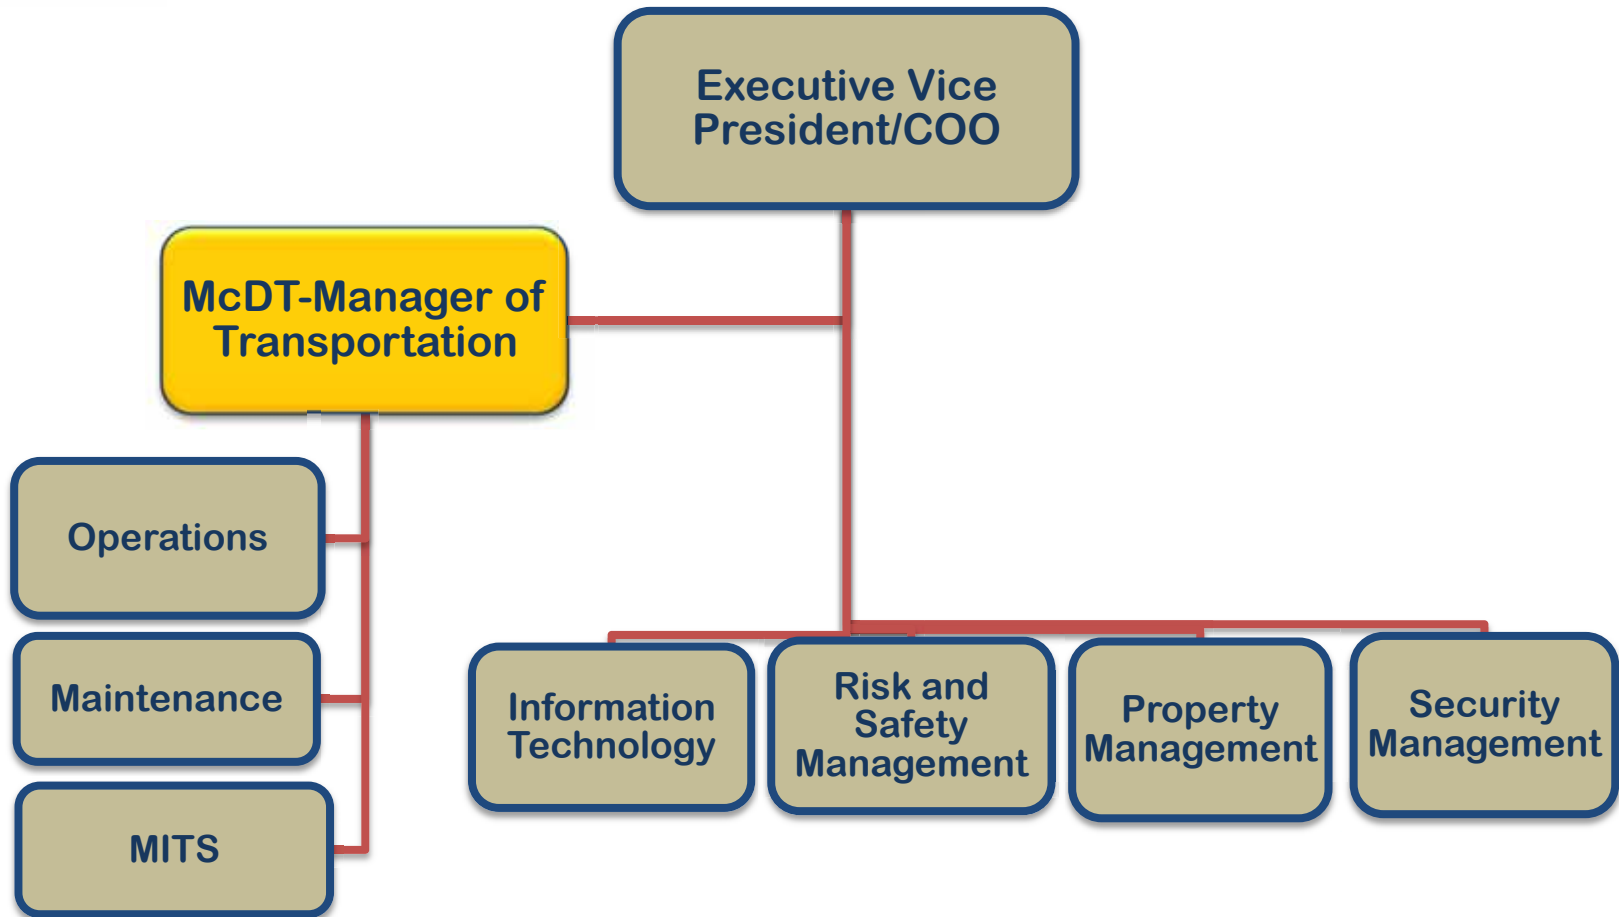 Executive Vice
President/COO
McDT-Manager of
Transportation
Operations
Maintenance
MITS
Information
Technology
Risk and
Safety
Management
Property
Management
Security
Management